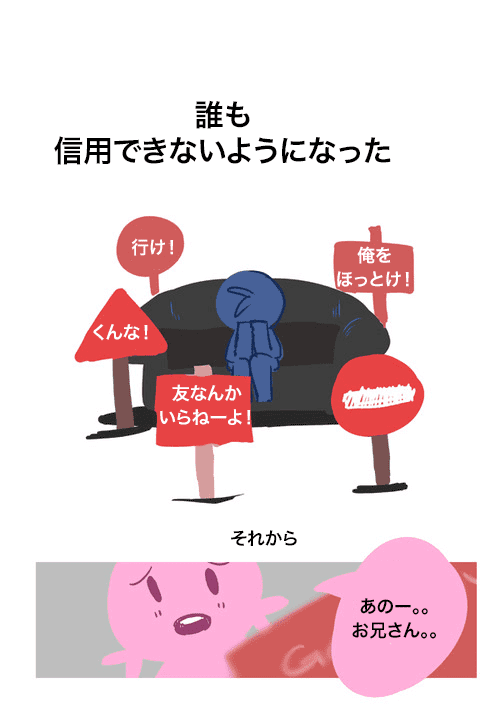 誰も
信用できないようになった
行け！
俺を
ほっとけ！
くんな！
友なんか
いらねーよ！
それから
あのー。。
お兄さん。。